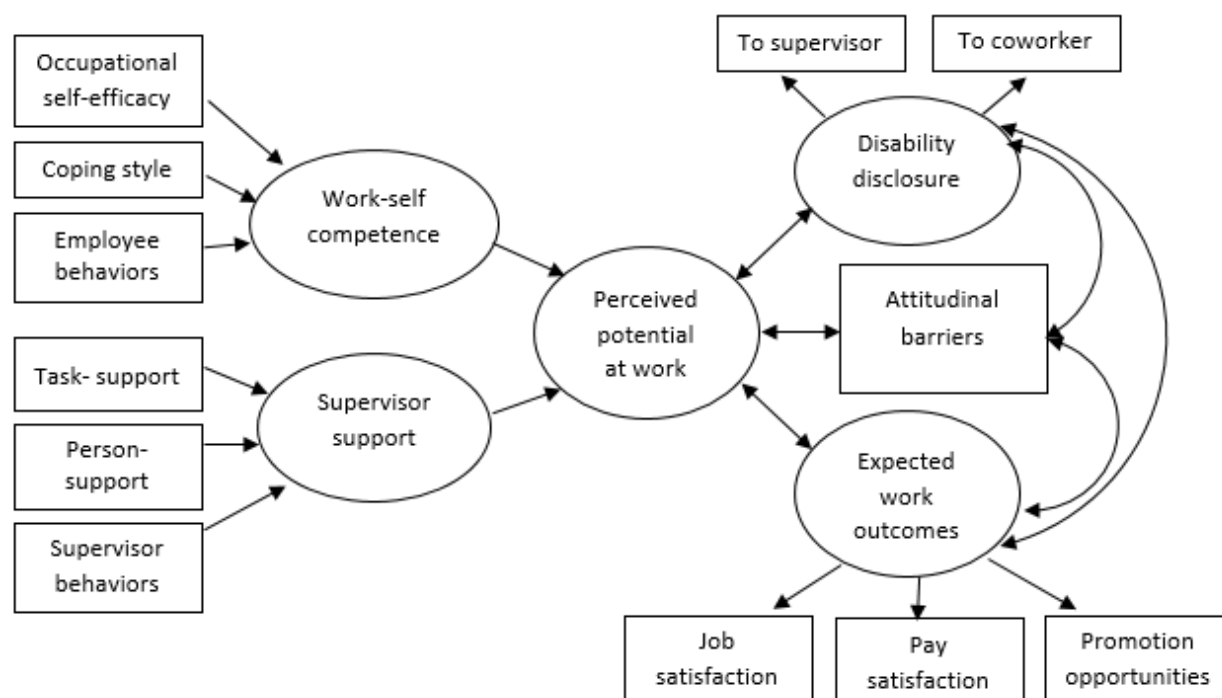 To supervisor
To coworker
Occupational
self-efficacy
Coping style
Employee
behaviors
Work-self
competence
Disability
disclosure
Perceived
potential
at work
Attitudinal
barriers
Task- support
Person-
support
Supervisor
behaviors
Supervisor
support
Expected
work
outcomes
Job
satisfaction
Pay
satisfaction
Promotion
opportunities